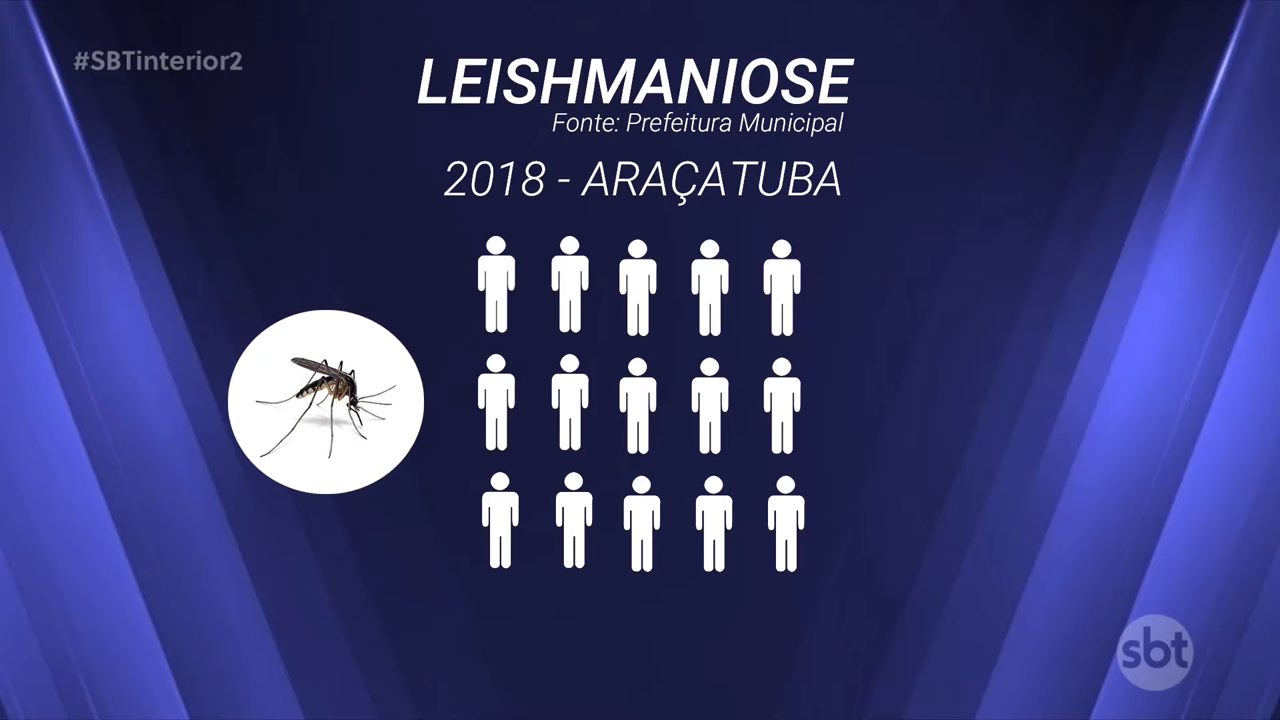 #SBTinterior2
LEISHMANIOSE
Fonte: Prefeitura Municipal
2018 - ARAÇATUBA
sbt